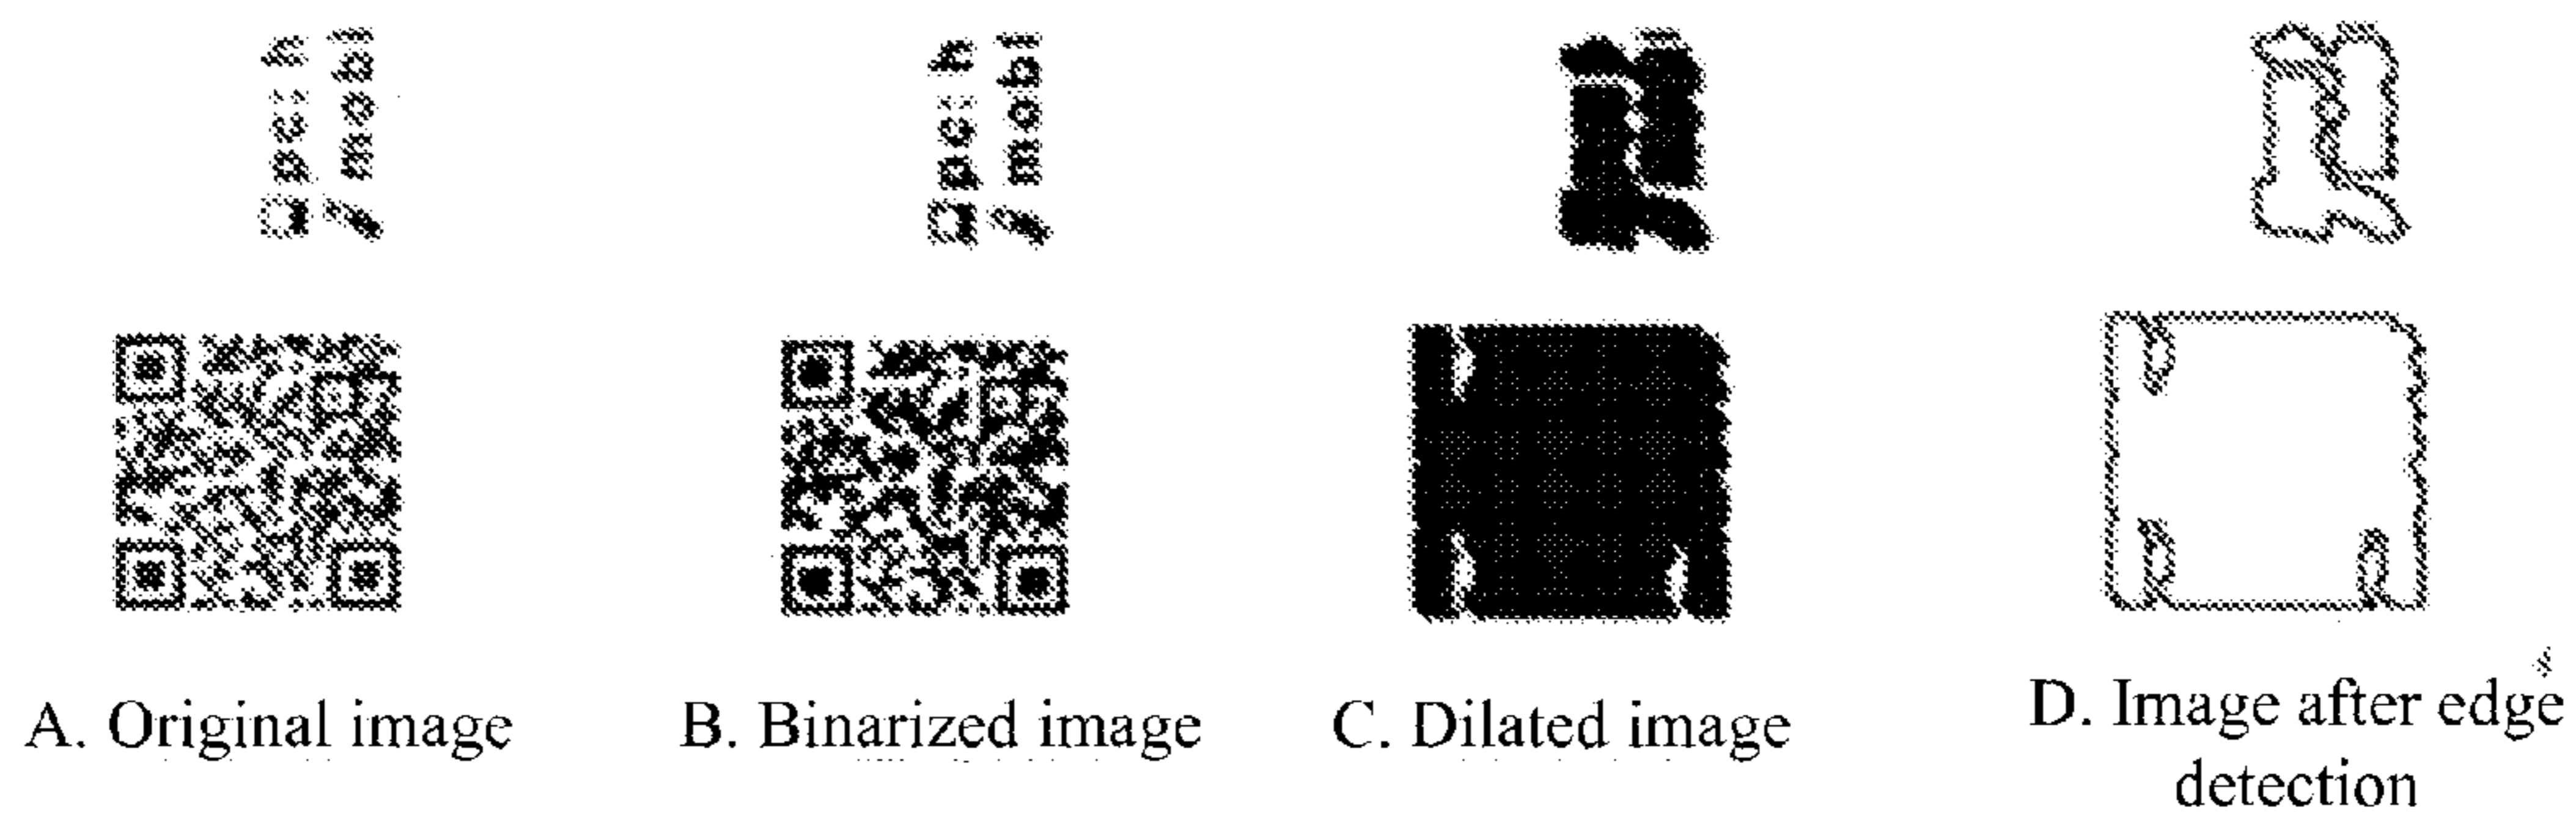 A. Original image
B. Binarized image
C. Dilated image
D. Image after edge
detection